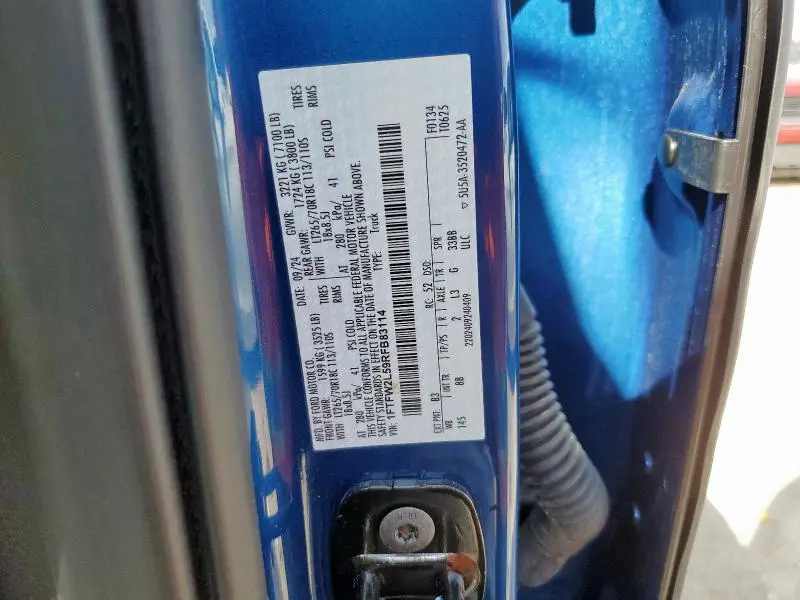 MFD. BY FORD MOTOR CO.
DATE: 09/24
GVWR: 3221 KG ( 7100 LB)
FRONT GAWR: 1599 KG ( 3525 LB)
REAR GAWR: 1724 KG ( 3800 LB)
WITH LT265/70R18C 113/110S TIRES
WITH LT265/70R18C 113/110S TIRES
18x8.5J RIMS
18x8.5J RIMS
AT 280 kPa/ 41 PSI COLD
AT 280 kPa/ 41 PSI COLD
THIS VEHICLE CONFORMS TO ALL APPLICABLE FEDERAL MOTOR VEHICLE
SAFETY STANDARDS IN EFFECT ON THE DATE OF MANUFACTURE SHOWN ABOVE.
VIN: 1FTFW2L59RFB83114
TYPE: Truck
F0134
T0625
EXT PNT: B3
RC: 52 DSO:
WB INT TR TP/PS R AXLE TR SPR
145 BB 2 L3 G 33BB
ULC
2202409240409
▽ 5U5A-3520472-AA